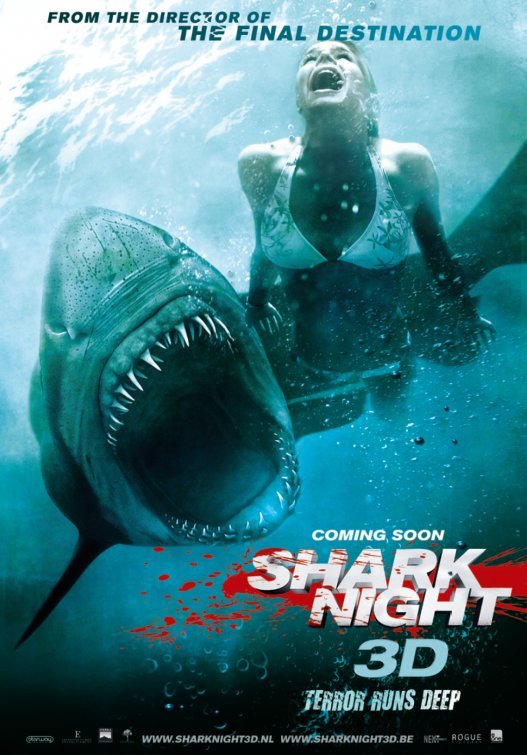 FROM THE DIRECTOR OF
THE FINAL DESTINATION
COMING SOON
SHARK
NIGHT
3D
TERROR RUNS DEEP
WWW.SHARKNIGHT3D.NL WWW.SHARKNIGHT3D.BE
ROGUE